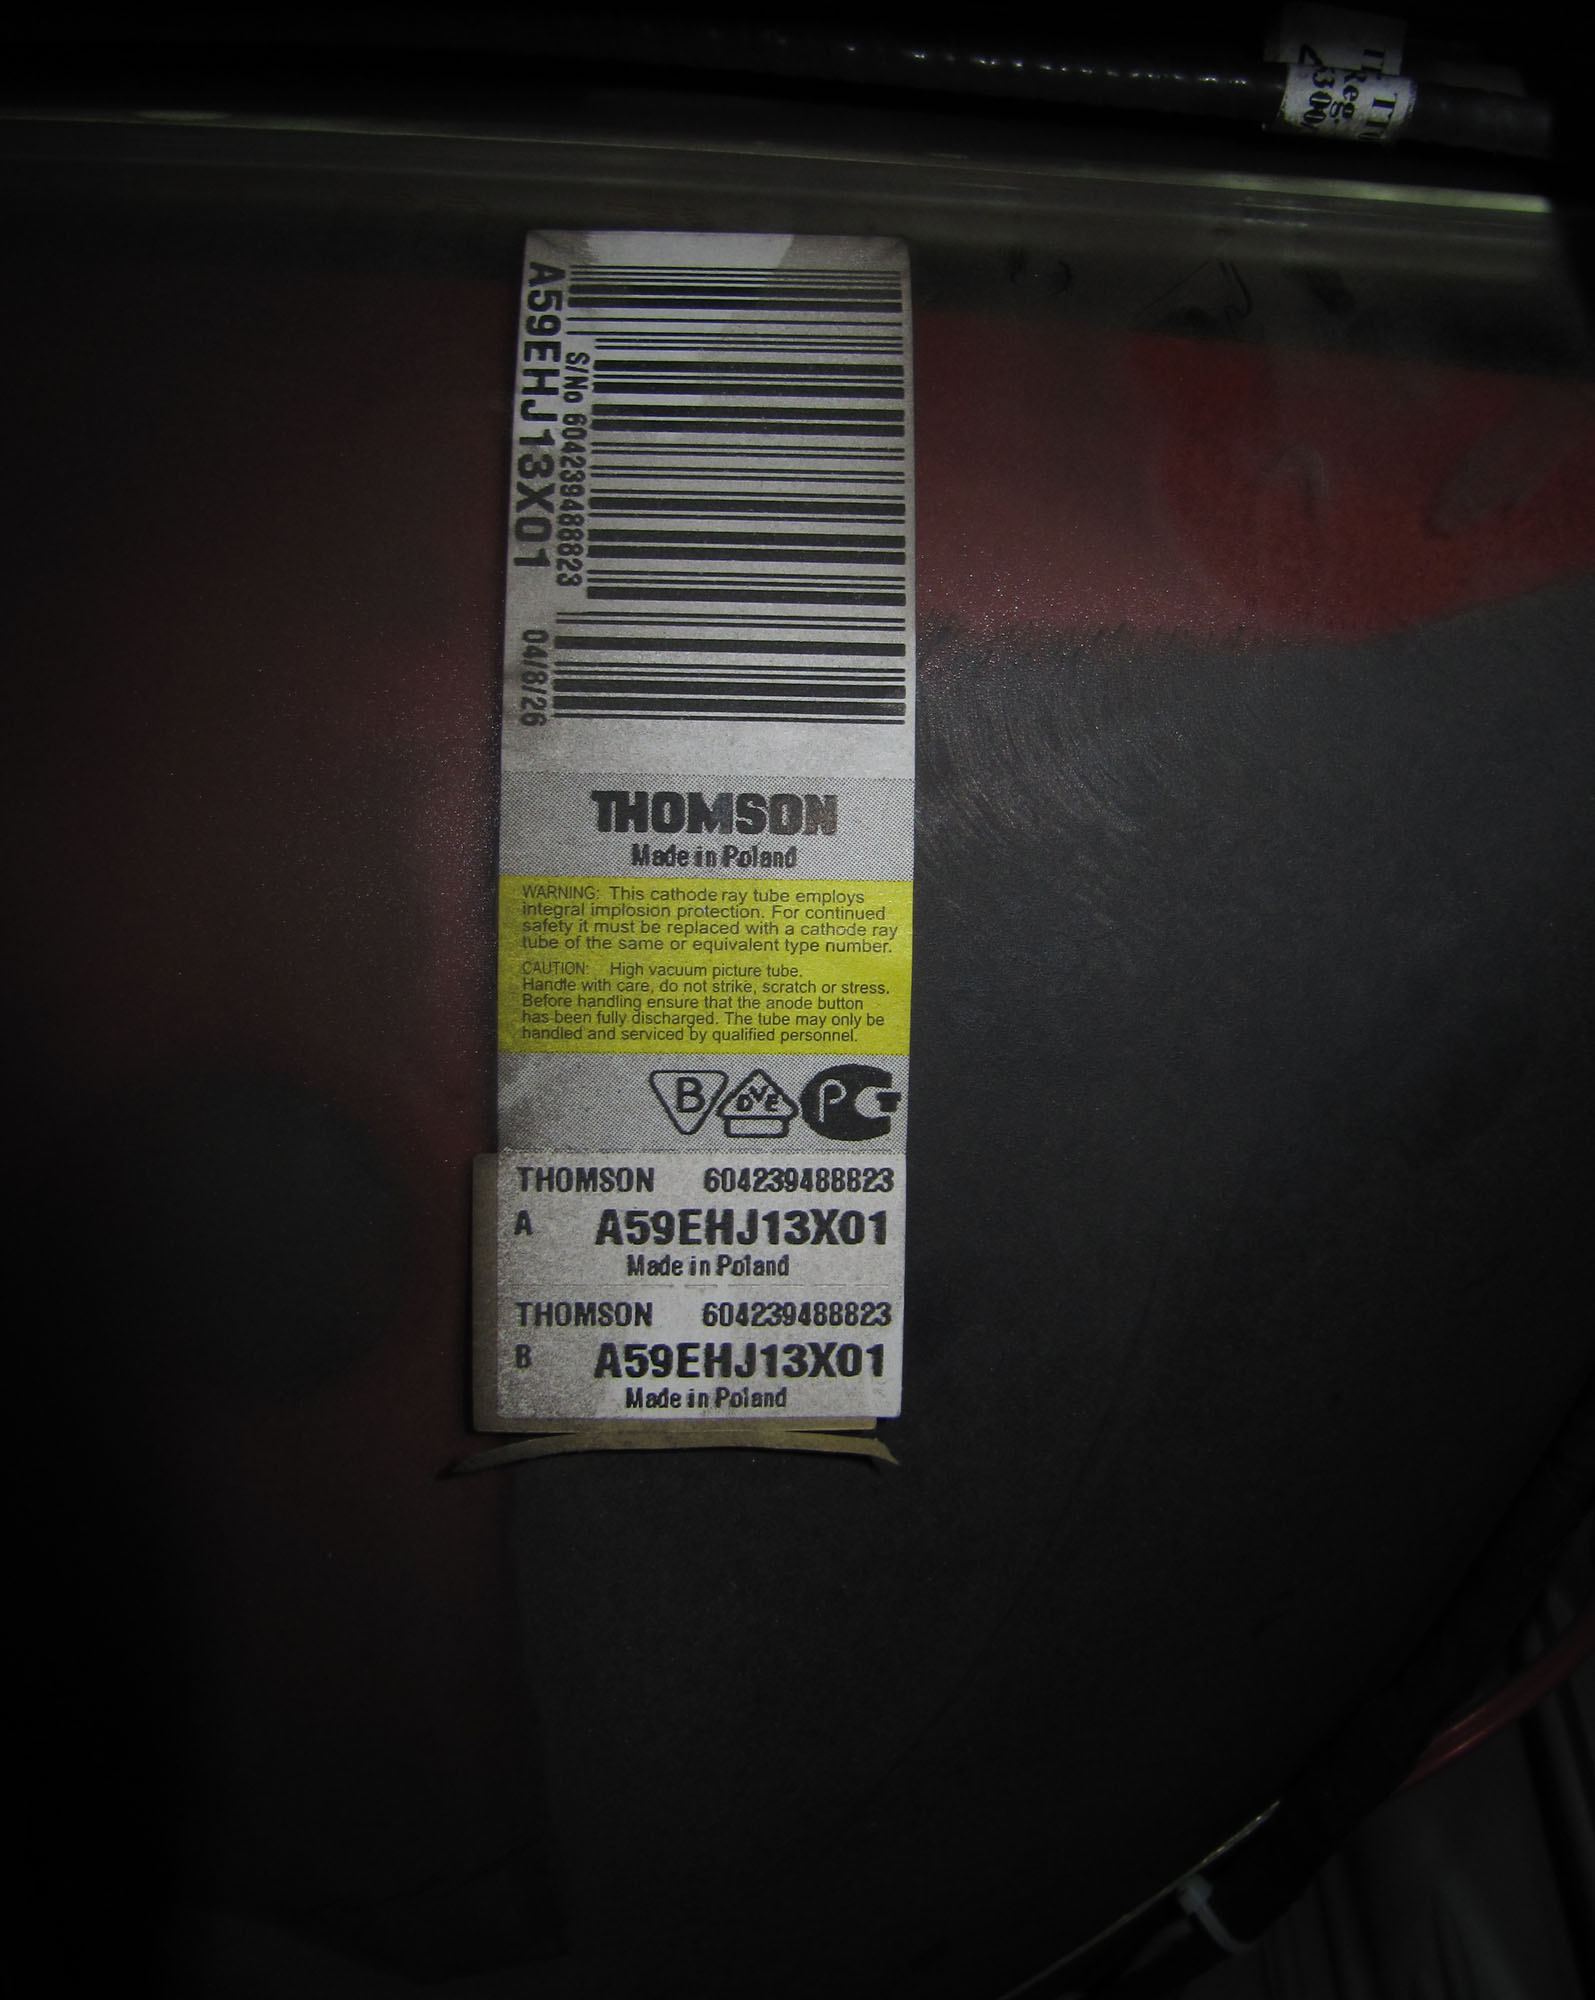 A59EHJ13X01
S/No 604239488823
04/8/26
THOMSON
Made in Poland
WARNING: This cathode ray tube employs
integral implosion protection. For continued
safety it must be replaced with a cathode ray
tube of the same or equivalent type number.
CAUTION: High vacuum picture tube.
Handle with care, do not strike, scratch or stress.
Before handling ensure that the anode button
has been fully discharged. The tube may only be
handled and serviced by qualified personnel.
B DVE PC
THOMSON 604239488823
A A59EHJ13X01
Made in Poland
THOMSON 604239488823
B A59EHJ13X01
Made in Poland
Reg.